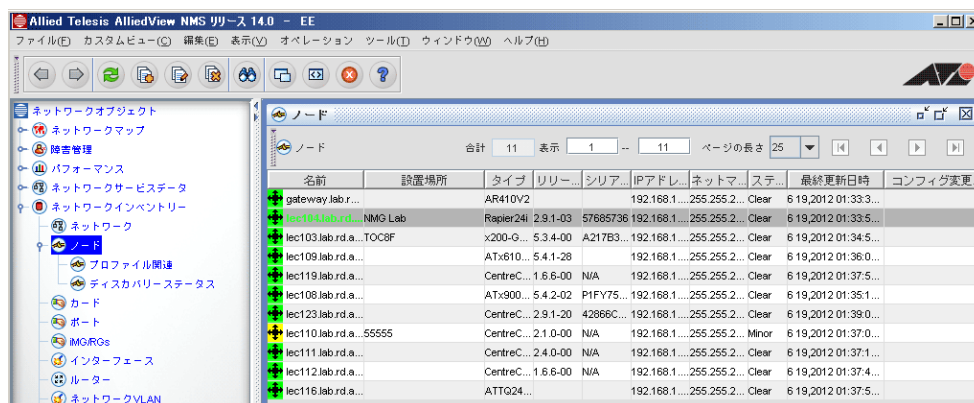 Allied Telesis AlliedView NMS リリース 14.0 - EE
ファイル(F) カスタムビュー(C) 編集(E) 表示(V) オペレーション ツール(T) ウィンドウ(W) ヘルプ(H)
ネットワークオブジェクト
ネットワークマップ
障害管理
パフォーマンス
ネットワークサービスデータ
ネットワークインベントリー
ネットワーク
ノード
プロファイル関連
ディスカバリーステータス
カード
ポート
iMG/RGs
インターフェース
ルーター
ネットワークVLAN
ノード
ノード 合計 11 表示 1 -- 11 ページの長さ 25
名前 設置場所 タイプ リリー... シリア... IPアドレ... ネットマ... ステ... 最終更新日時 コンフィグ変更
gateway.lab.r... AR410V2 192.168.1....255.255.2... Clear 6 19,2012 01:33:3...
NMG Lab Rapier24i 2.9.1-03 57685736 192.168.1....255.255.2... Clear 6 19,2012 01:33:5...
lec103.lab.rd.a... TOC8F x200-G... 5.3.4-00 A217B3... 192.168.1....255.255.2... Clear 6 19,2012 01:34:5...
lec109.lab.rd.a... ATx610... 5.4.1-28 192.168.1....255.255.2... Clear 6 19,2012 01:36:0...
lec119.lab.rd.a... CentreC... 1.6.6-00 N/A 192.168.1....255.255.2... Clear 6 19,2012 01:37:5...
lec108.lab.rd.a... ATx900... 5.4.2-02 P1FY75... 192.168.1....255.255.2... Clear 6 19,2012 01:35:1...
lec123.lab.rd.a... CentreC... 2.9.1-20 42866C... 192.168.1....255.255.2... Clear 6 19,2012 01:39:0...
lec110.lab.rd.a... 55555 CentreC... 2.1.0-00 N/A 192.168.1....255.255.2... Minor 6 19,2012 01:37:0...
lec111.lab.rd.a... CentreC... 2.4.0-00 N/A 192.168.1....255.255.2... Clear 6 19,2012 01:37:1...
lec112.lab.rd.a... CentreC... 1.6.6-00 N/A 192.168.1....255.255.2... Clear 6 19,2012 01:37:4...
lec116.lab.rd.a... ATTQ24... 192.168.1....255.255.2... Clear 6 19,2012 01:37:5...